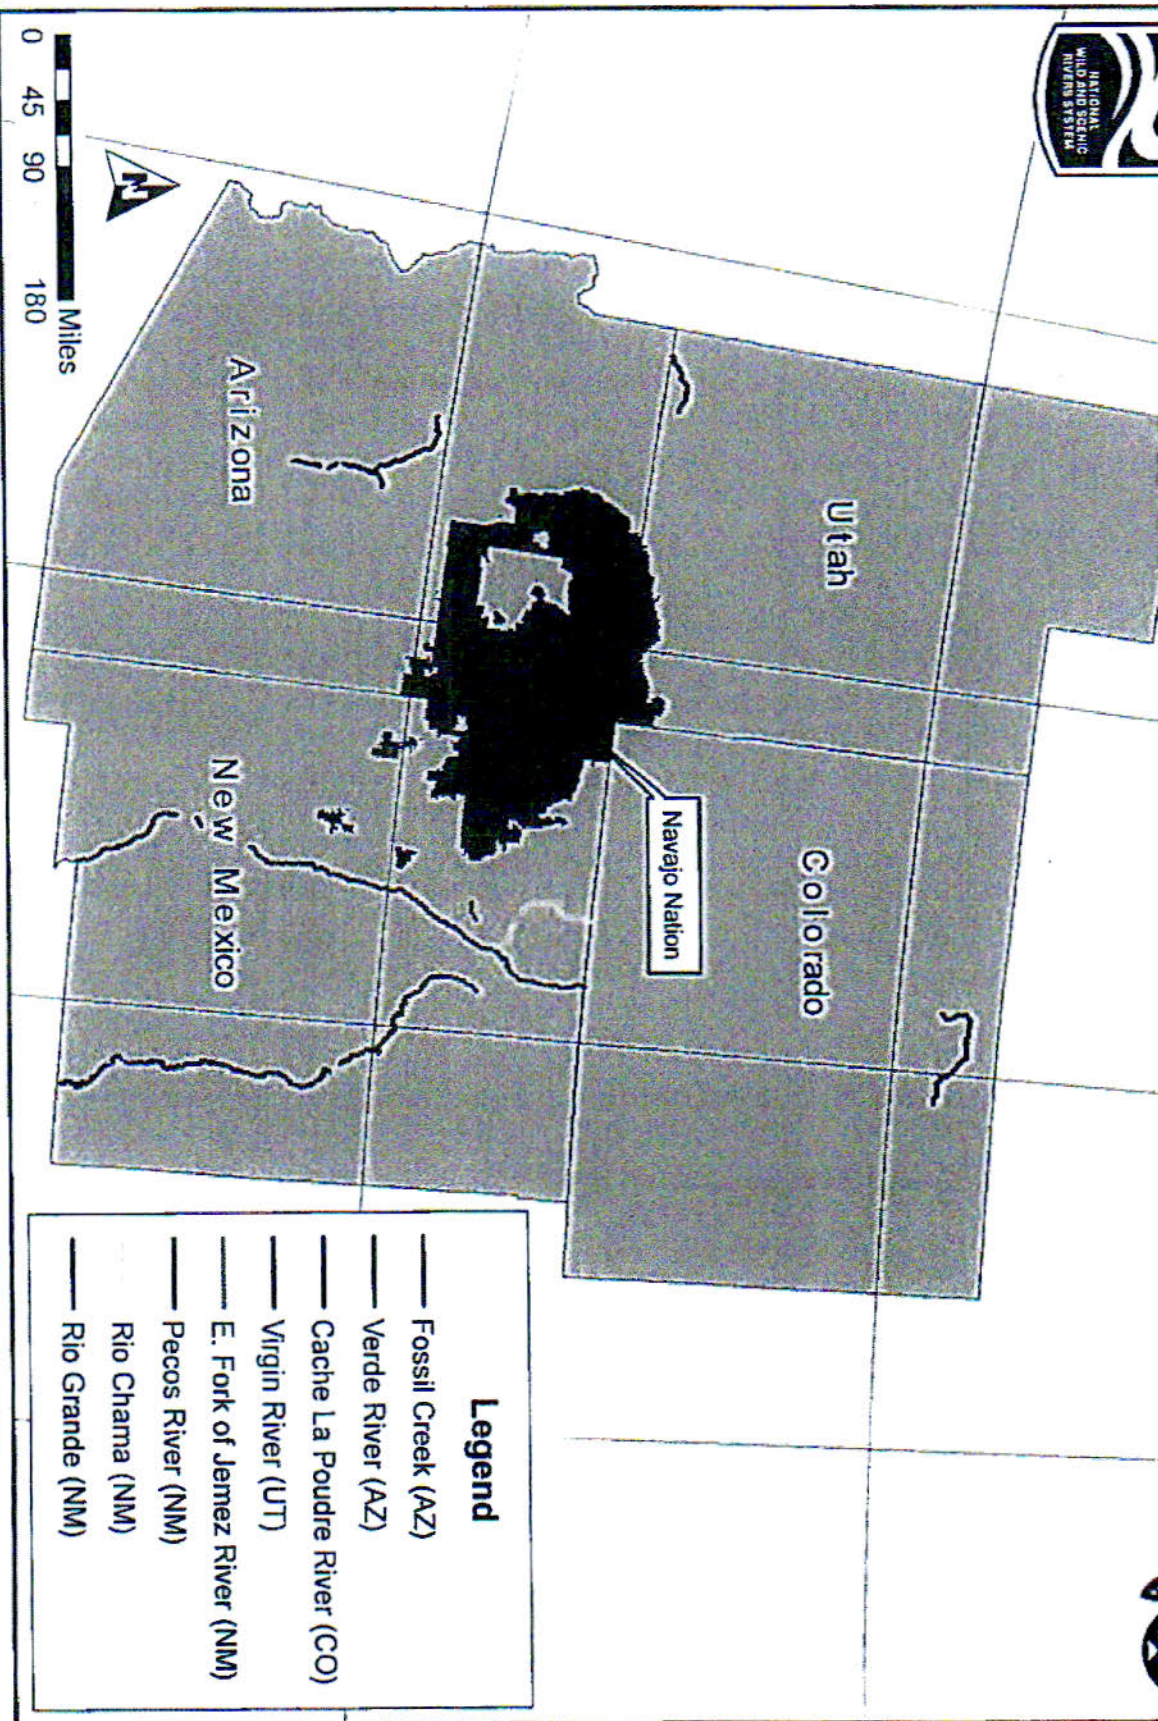 NATIONAL
WILD AND SCENIC
RIVERS SYSTEM
Utah
Colorado
Navajo Nation
Arizona
New Mexico
N
0 45 90 180
Miles
Legend
Fossil Creek (AZ)
Verde River (AZ)
Cache La Poudre River (CO)
Virgin River (UT)
E. Fork of Jemez River (NM)
Pecos River (NM)
Rio Chama (NM)
Rio Grande (NM)